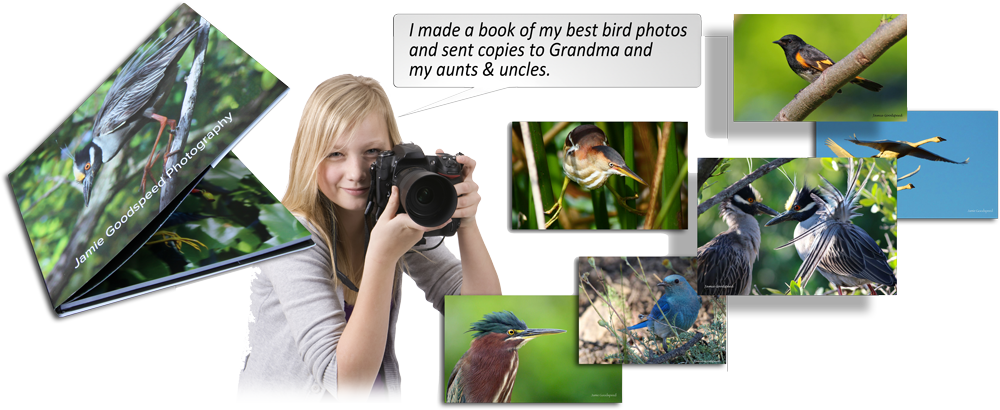 I made a book of my best bird photos
and sent copies to Grandma and
my aunts & uncles.
Jamie Goodspeed Photography